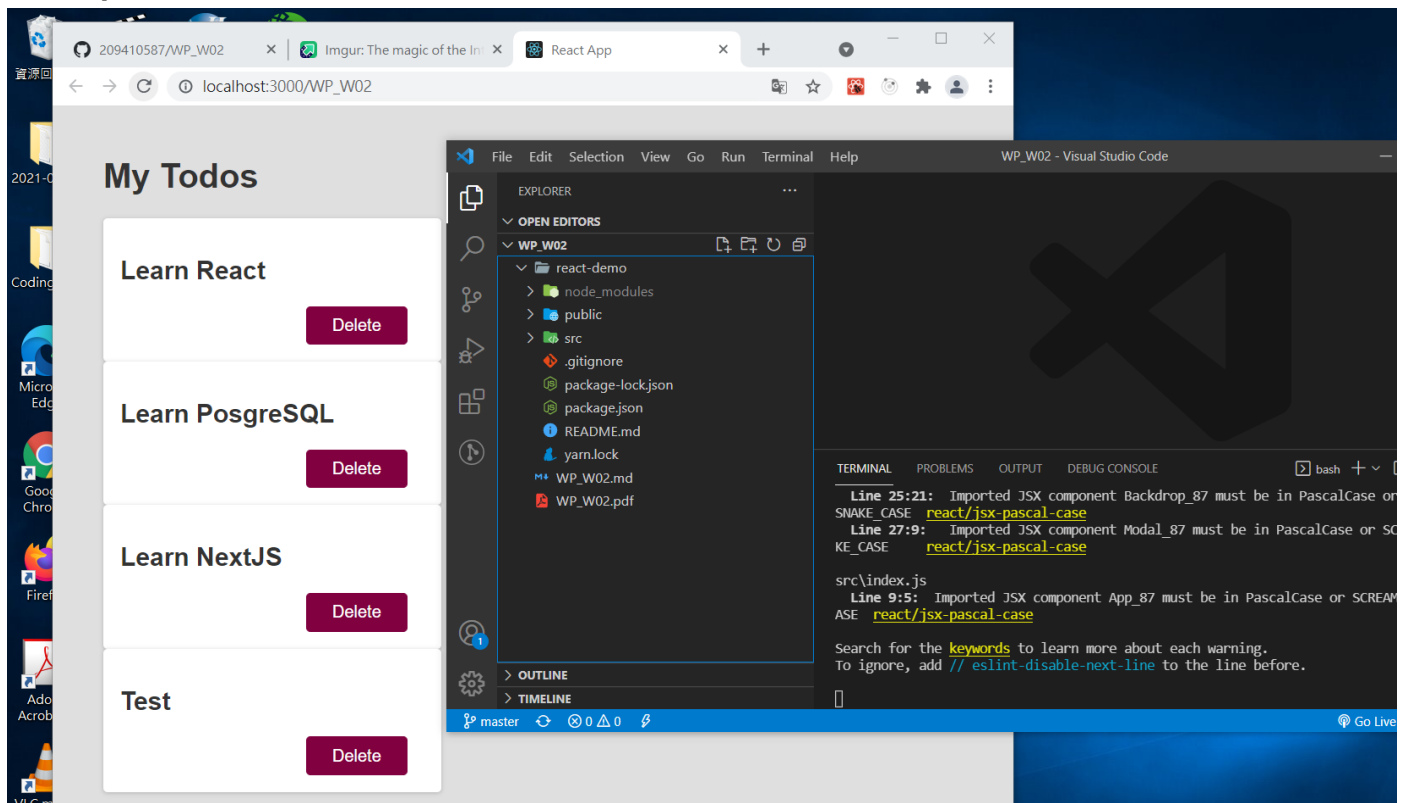 資源回
2021-0
Coding
Micro
Edg
Goog
Chro
Firef
Ado
Acrob
209410587/WP_W02
Imgur: The magic of the Int
React App
localhost:3000/WP_W02
My Todos
Learn React
Delete
Learn PosgreSQL
Delete
Learn NextJS
Delete
Test
Delete
File Edit Selection View Go Run Terminal Help
WP_W02 - Visual Studio Code
EXPLORER
OPEN EDITORS
WP_W02
react-demo
node_modules
public
src
.gitignore
package-lock.json
package.json
README.md
yarn.lock
WP_W02.md
WP_W02.pdf
OUTLINE
TIMELINE
TERMINAL PROBLEMS OUTPUT DEBUG CONSOLE
bash
Line 25:21: Imported JSX component Backdrop_87 must be in PascalCase or
SNAKE_CASE react/jsx-pascal-case
Line 27:9: Imported JSX component Modal_87 must be in PascalCase or SC
KE_CASE react/jsx-pascal-case
src\index.js
Line 9:5: Imported JSX component App_87 must be in PascalCase or SCREAM
ASE react/jsx-pascal-case
Search for the keywords to learn more about each warning.
To ignore, add // eslint-disable-next-line to the line before.
1
master
0 0
Go Live